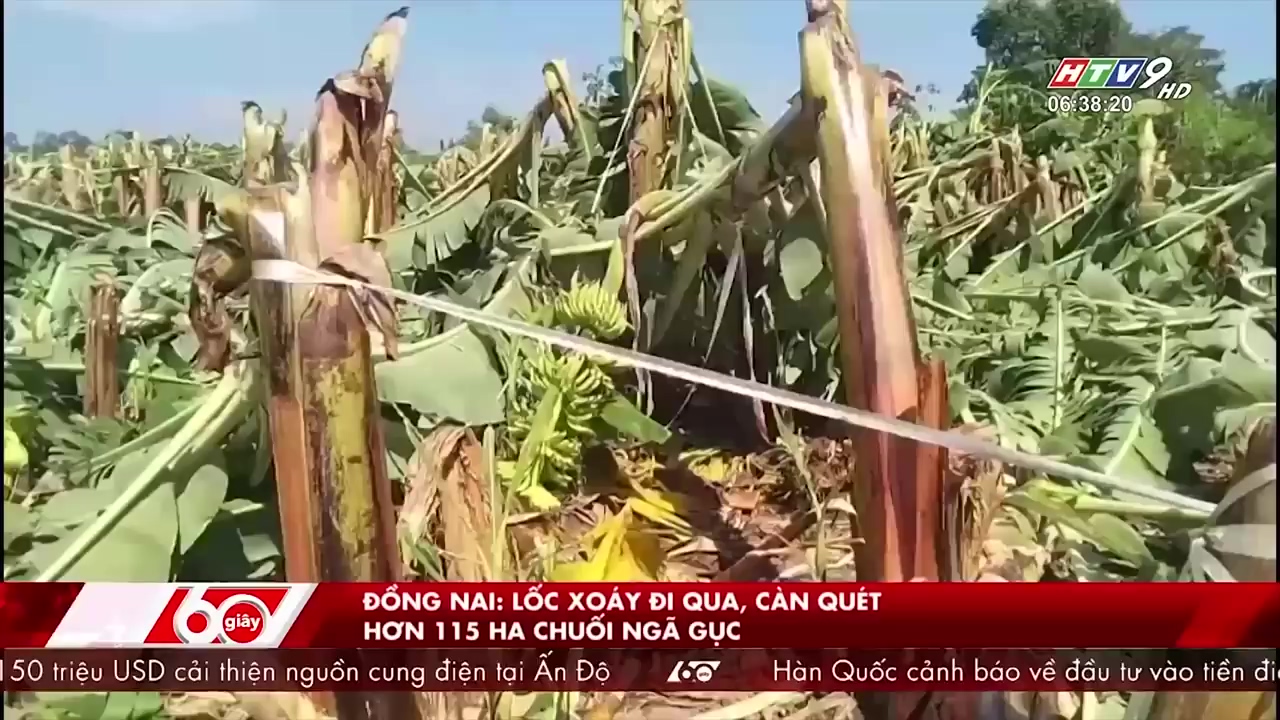 HTV9 HD
06:38:20
60 giây
ĐỒNG NAI: LỐC XOÁY ĐI QUA, CÀN QUÉT
HƠN 115 HA CHUỐI NGÃ GỤC
150 triệu USD cải thiện nguồn cung điện tại Ấn Độ 60 giây Hàn Quốc cảnh báo về đầu tư vào tiền